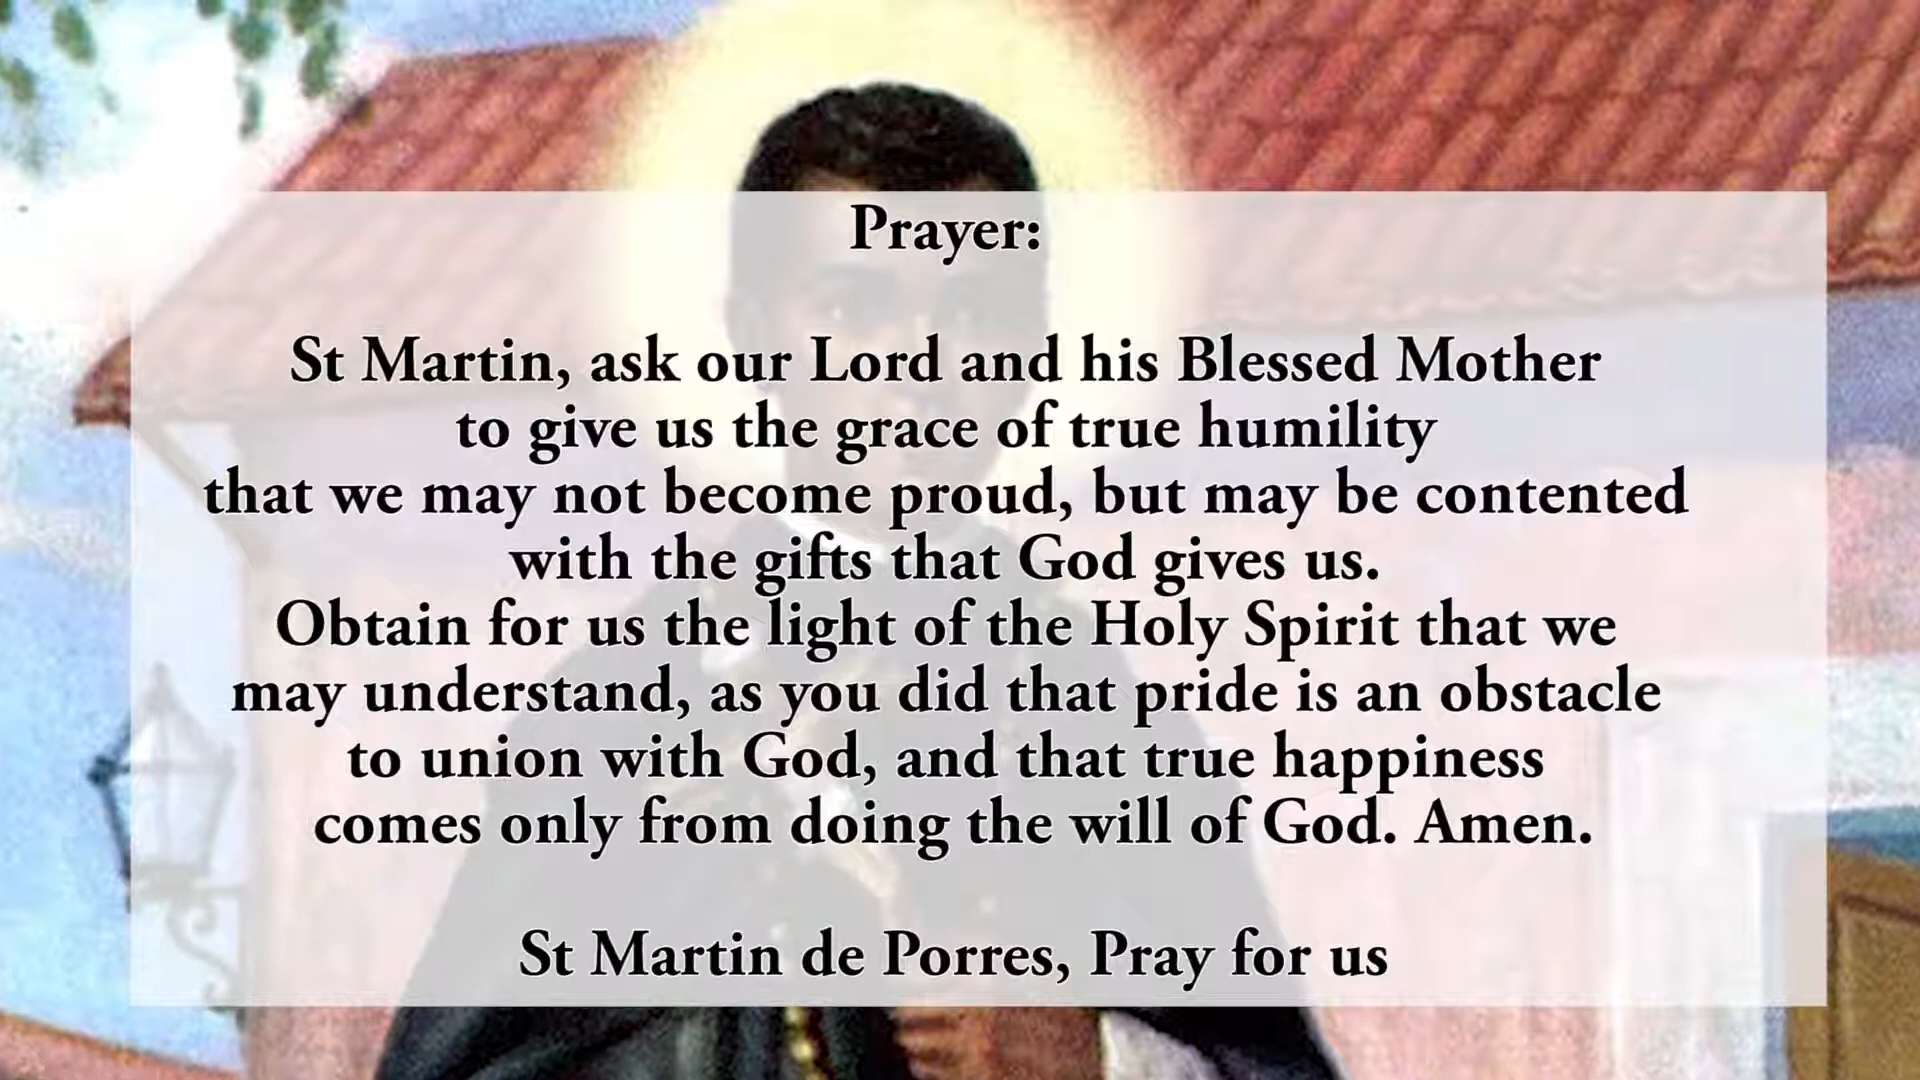 Prayer:
St Martin, ask our Lord and his Blessed Mother
to give us the grace of true humility
that we may not become proud, but may be contented
with the gifts that God gives us.
Obtain for us the light of the Holy Spirit that we
may understand, as you did that pride is an obstacle
to union with God, and that true happiness
comes only from doing the will of God. Amen.
St Martin de Porres, Pray for us